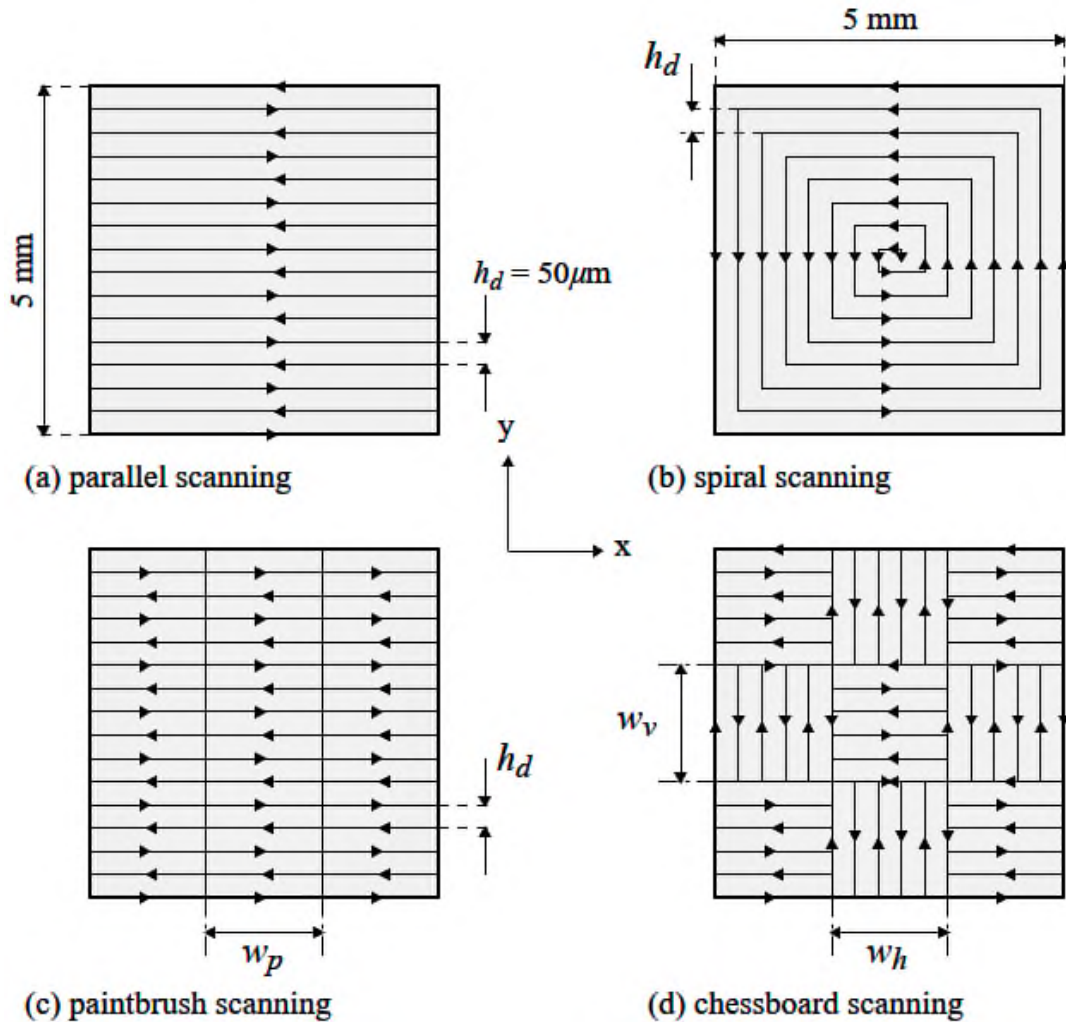 5 mm
h_d
5 mm
h_d = 50μm
y
(a) parallel scanning
(b) spiral scanning
x
w_v
h_d
w_p
w_h
(c) paintbrush scanning
(d) chessboard scanning